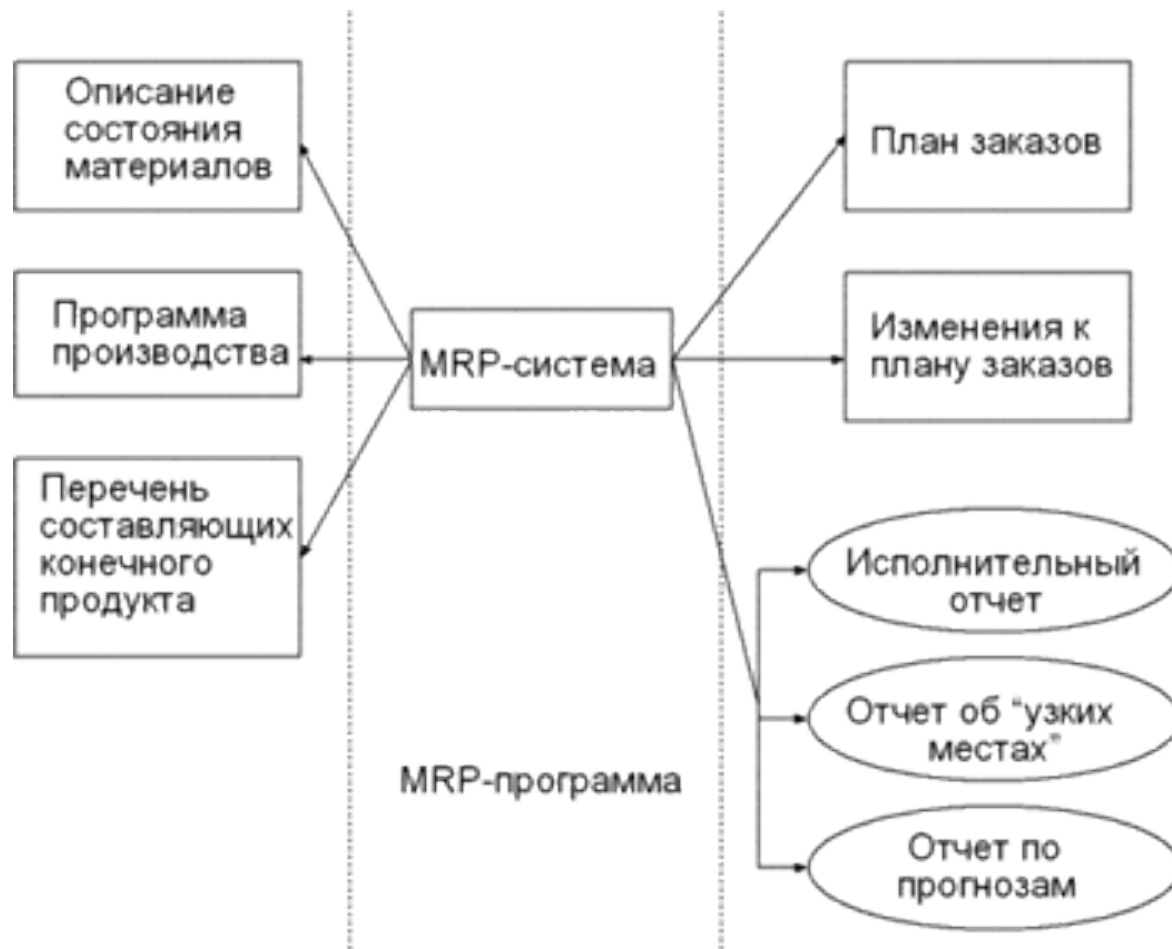 Описание
состояния
материалов
Программа
производства
Перечень
составляющих
конечного
продукта
MRP-система
MRP-программа
План заказов
Изменения к
плану заказов
Исполнительный
отчет
Отчет об “узких
местах”
Отчет по
прогнозам